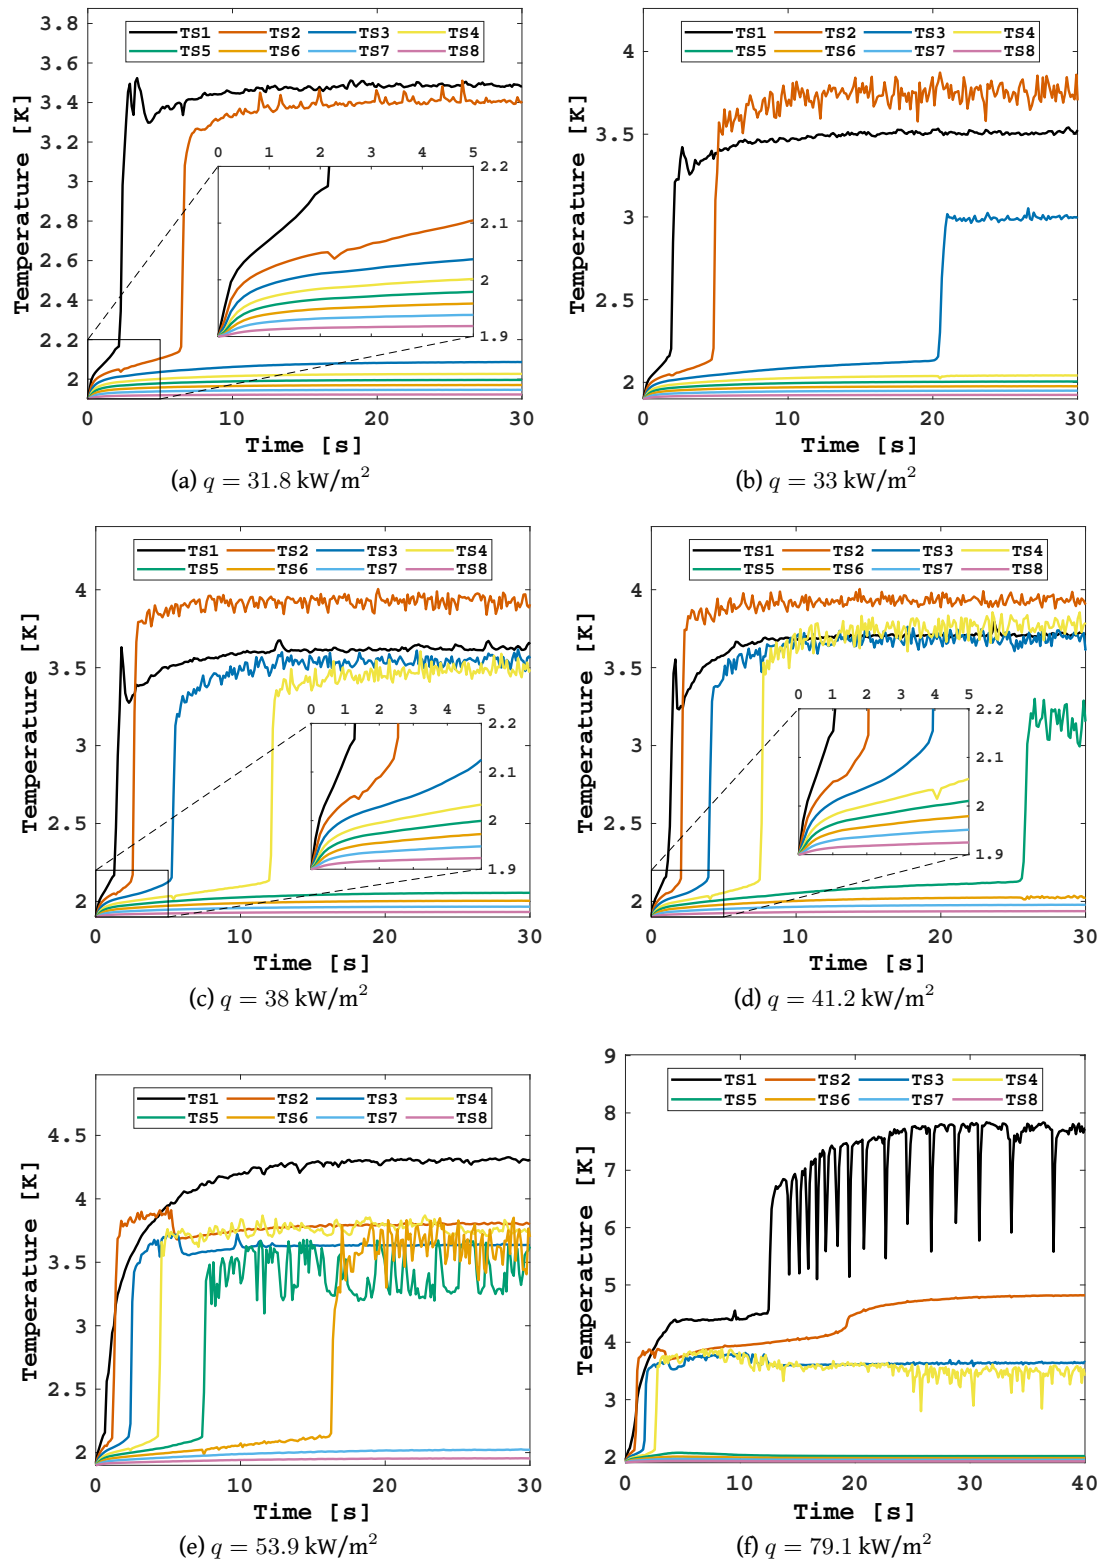 TS1 TS2 TS3 TS4
TS5 TS6 TS7 TS8
Temperature [K]
3.8
3.6
3.4
3.2
3
2.8
2.6
2.4
2.2
2
0 1 2 3 4 5
2.2
2.1
2
1.9
0 10 20 30
Time [s]
(a) q = 31.8 kW/m²
TS1 TS2 TS3 TS4
TS5 TS6 TS7 TS8
Temperature [K]
4
3.5
3
2.5
2
0 10 20 30
Time [s]
(b) q = 33 kW/m²
TS1 TS2 TS3 TS4
TS5 TS6 TS7 TS8
Temperature [K]
4
3.5
3
2.5
2
0 1 2 3 4 5
2.2
2.1
2
1.9
0 10 20 30
Time [s]
(c) q = 38 kW/m²
TS1 TS2 TS3 TS4
TS5 TS6 TS7 TS8
Temperature [K]
4
3.5
3
2.5
2
0 1 2 3 4 5
2.2
2.1
2
1.9
0 10 20 30
Time [s]
(d) q = 41.2 kW/m²
TS1 TS2 TS3 TS4
TS5 TS6 TS7 TS8
Temperature [K]
4.5
4
3.5
3
2.5
2
0 10 20 30
Time [s]
(e) q = 53.9 kW/m²
TS1 TS2 TS3 TS4
TS5 TS6 TS7 TS8
Temperature [K]
9
8
7
6
5
4
3
2
0 10 20 30 40
Time [s]
(f) q = 79.1 kW/m²